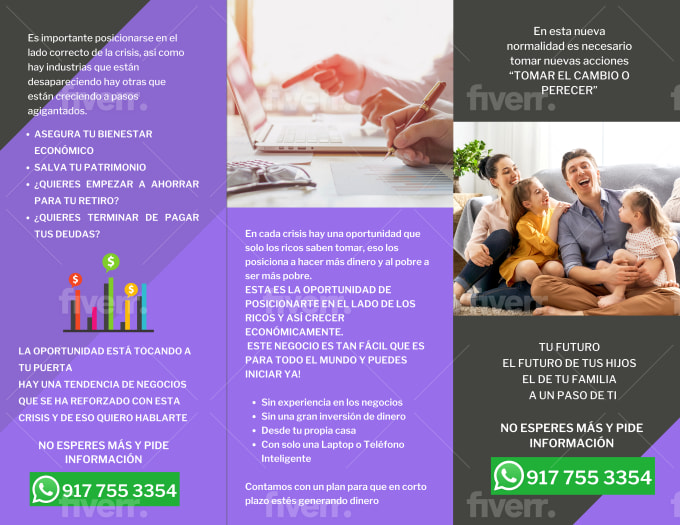 Es importante posicionarse en el
lado correcto de la crisis, así como
hay industrias que están
desapareciendo hay otras que
están creciendo a pasos
agigantados.
• ASEGURA TU BIENESTAR
ECONÓMICO
• SALVA TU PATRIMONIO
• ¿QUIERES EMPEZAR A AHORRAR
PARA TU RETIRO?
• ¿QUIERES TERMINAR DE PAGAR
TUS DEUDAS?
$ $ $
fiverr.
LA OPORTUNIDAD ESTÁ TOCANDO A
TU PUERTA
HAY UNA TENDENCIA DE NEGOCIOS
QUE SE HA REFORZADO CON ESTA
CRISIS Y DE ESO QUIERO HABLARTE
NO ESPERES MÁS Y PIDE
INFORMACIÓN
917 755 3354
fiverr.
En cada crisis hay una oportunidad que
solo los ricos saben tomar, eso los
posiciona a hacer más dinero y al pobre a
ser más pobre.
ESTA ES LA OPORTUNIDAD DE
POSICIONARTE EN EL LADO DE LOS
RICOS Y ASÍ CRECER
ECONÓMICAMENTE.
ESTE NEGOCIO ES TAN FÁCIL QUE ES
PARA TODO EL MUNDO Y PUEDES
INICIAR YA!
• Sin experiencia en los negocios
• Sin una gran inversión de dinero
• Desde tu propia casa
• Con solo una Laptop o Teléfono
Inteligente
Contamos con un plan para que en corto
plazo estés generando dinero
fiverr.
En esta nueva
normalidad es necesario
tomar nuevas acciones
“TOMAR EL CAMBIO O
PERECER”
fiverr.
fiverr.
TU FUTURO
EL FUTURO DE TUS HIJOS
EL DE TU FAMILIA
A UN PASO DE TI
NO ESPERES MÁS Y PIDE
INFORMACIÓN
917 755 3354
fiverr.